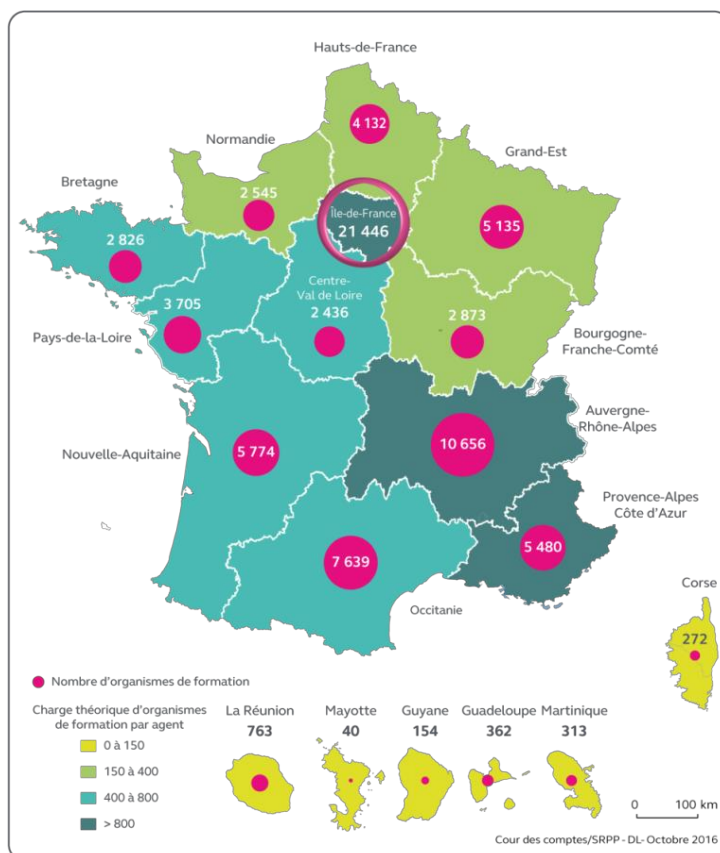 Hauts-de-France
4 132
Normandie
Grand-Est
Bretagne
2 545
Île-de-France
21 446
5 135
2 826
Centre-
Val de Loire
3 705
2 436
2 873
Pays-de-la-Loire
Bourgogne-
Franche-Comté
Auvergne-
Rhône-Alpes
10 656
Nouvelle-Aquitaine
5 774
Provence-Alpes
Côte d'Azur
5 480
7 639
Corse
Occitanie
272
Nombre d'organismes de formation
Charge théorique d'organismes
de formation par agent
0 à 150
150 à 400
400 à 800
> 800
La Réunion
763
Mayotte
40
Guyane
154
Guadeloupe
362
Martinique
313
0 100 km
Cour des comptes/SRPP - DL- Octobre 2016